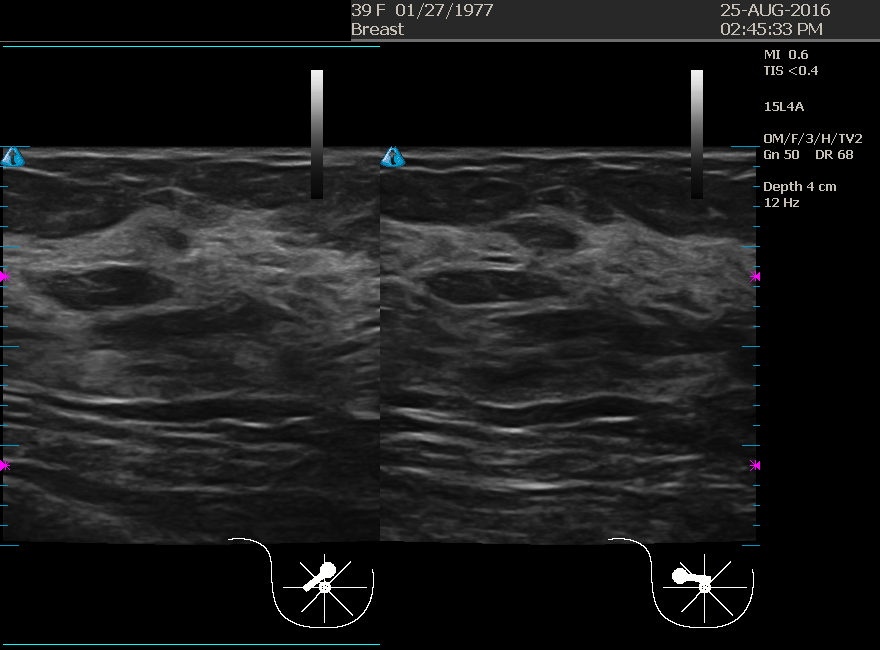 39 F 01/27/1977 25-AUG-2016
Breast 02:45:33 PM
MI 0.6
TIS <0.4
15L4A
OM/F/3/H/TV2
Gn 50 DR 68
Depth 4 cm
12 Hz